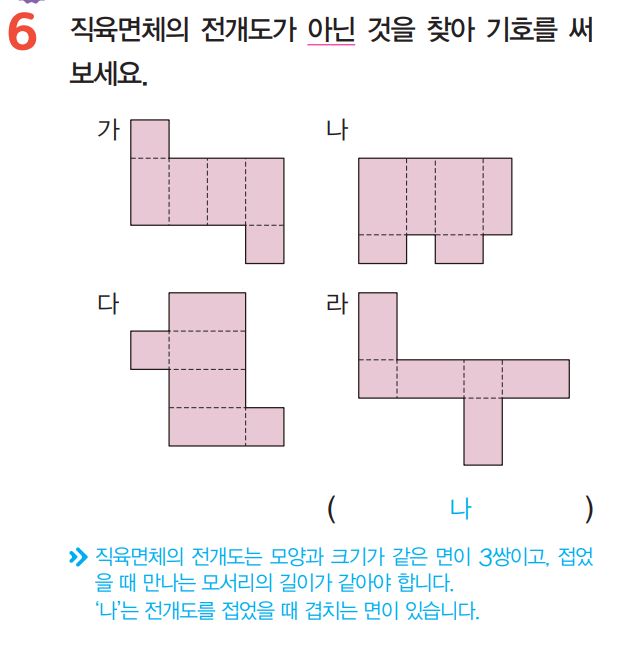 6 직육면체의 전개도가 아닌 것을 찾아 기호를 써
보세요.
가 나
다 라
( 나 )
» 직육면체의 전개도는 모양과 크기가 같은 면이 3쌍이고, 접었
을 때 만나는 모서리의 길이가 같아야 합니다.
‘나’는 전개도를 접었을 때 겹치는 면이 있습니다.